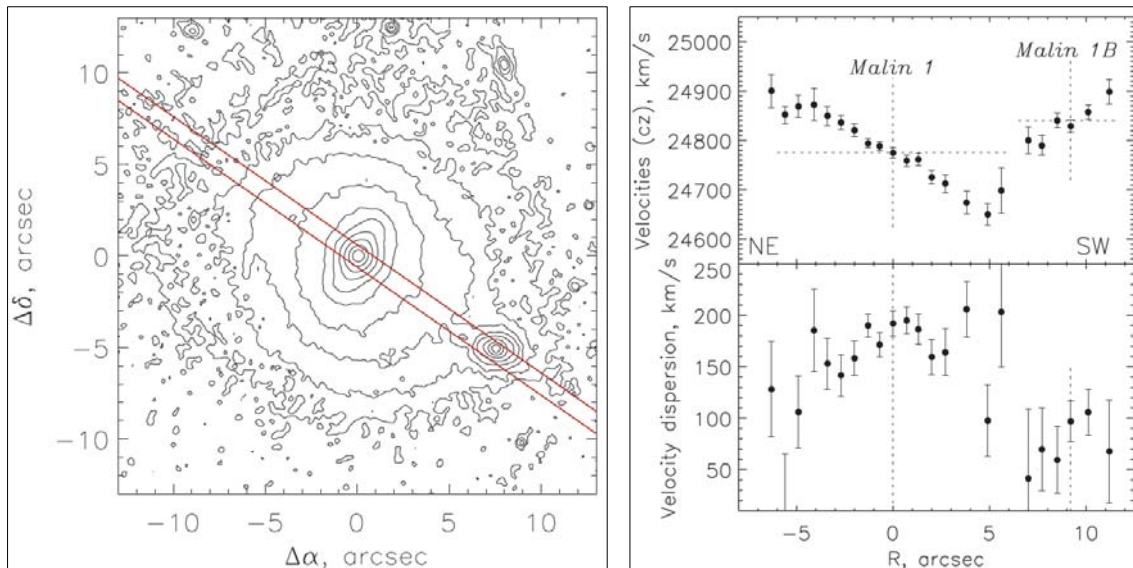 10
5
0
−5
−10
Δδ, arcsec
−10 −5 0 5 10
Δα, arcsec
25000
24900
24800
24700
24600
Velocities (cz), km/s
Malin 1
Malin 1B
NE
SW
250
200
150
100
50
Velocity dispersion, km/s
−5 0 5 10
R, arcsec